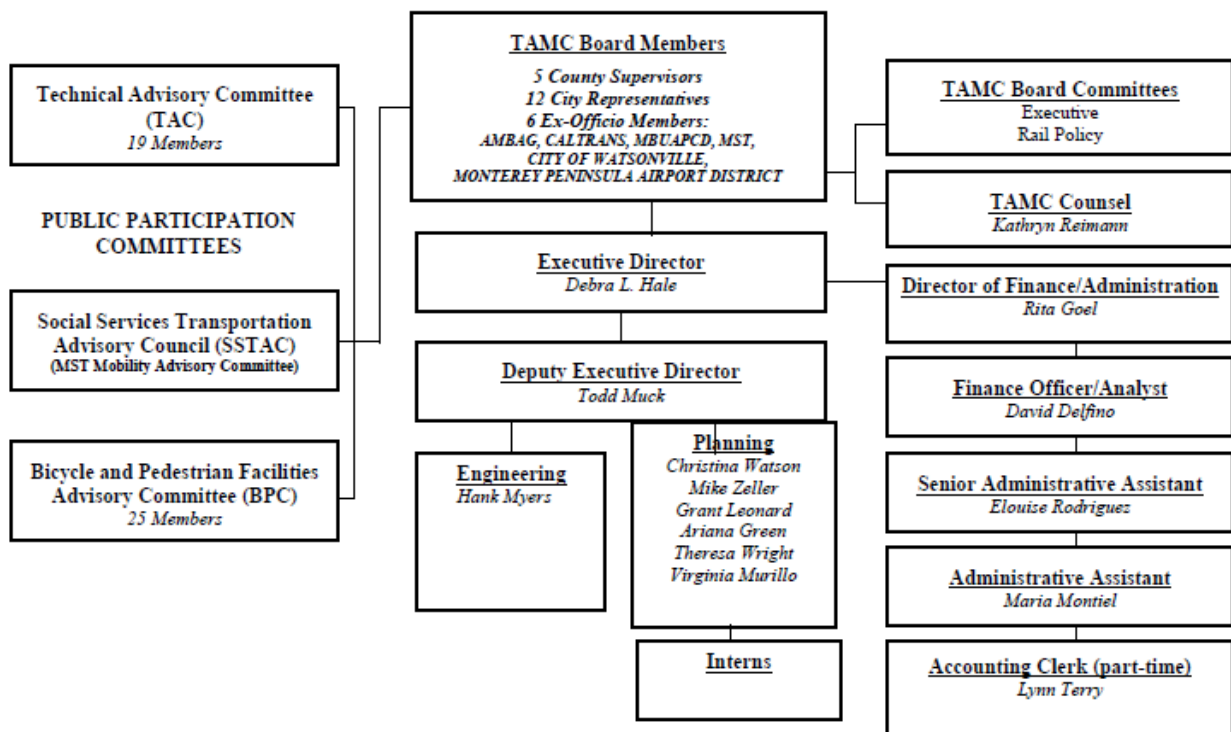 TAMC Board Members
5 County Supervisors
12 City Representatives
6 Ex-Officio Members:
AMBAG, CALTRANS, MBUAPCD, MST,
CITY OF WATSONVILLE,
MONTEREY PENINSULA AIRPORT DISTRICT
Technical Advisory Committee
(TAC)
19 Members
PUBLIC PARTICIPATION
COMMITTEES
Social Services Transportation
Advisory Council (SSTAC)
(MST Mobility Advisory Committee)
Bicycle and Pedestrian Facilities
Advisory Committee (BPC)
25 Members
TAMC Board Committees
Executive
Rail Policy
TAMC Counsel
Kathryn Reimann
Executive Director
Debra L. Hale
Director of Finance/Administration
Rita Goel
Deputy Executive Director
Todd Muck
Finance Officer/Analyst
David Delfino
Engineering
Hank Myers
Planning
Christina Watson
Mike Zeller
Grant Leonard
Ariana Green
Theresa Wright
Virginia Murillo
Senior Administrative Assistant
Elouise Rodriguez
Administrative Assistant
Maria Montiel
Interns
Accounting Clerk (part-time)
Lynn Terry